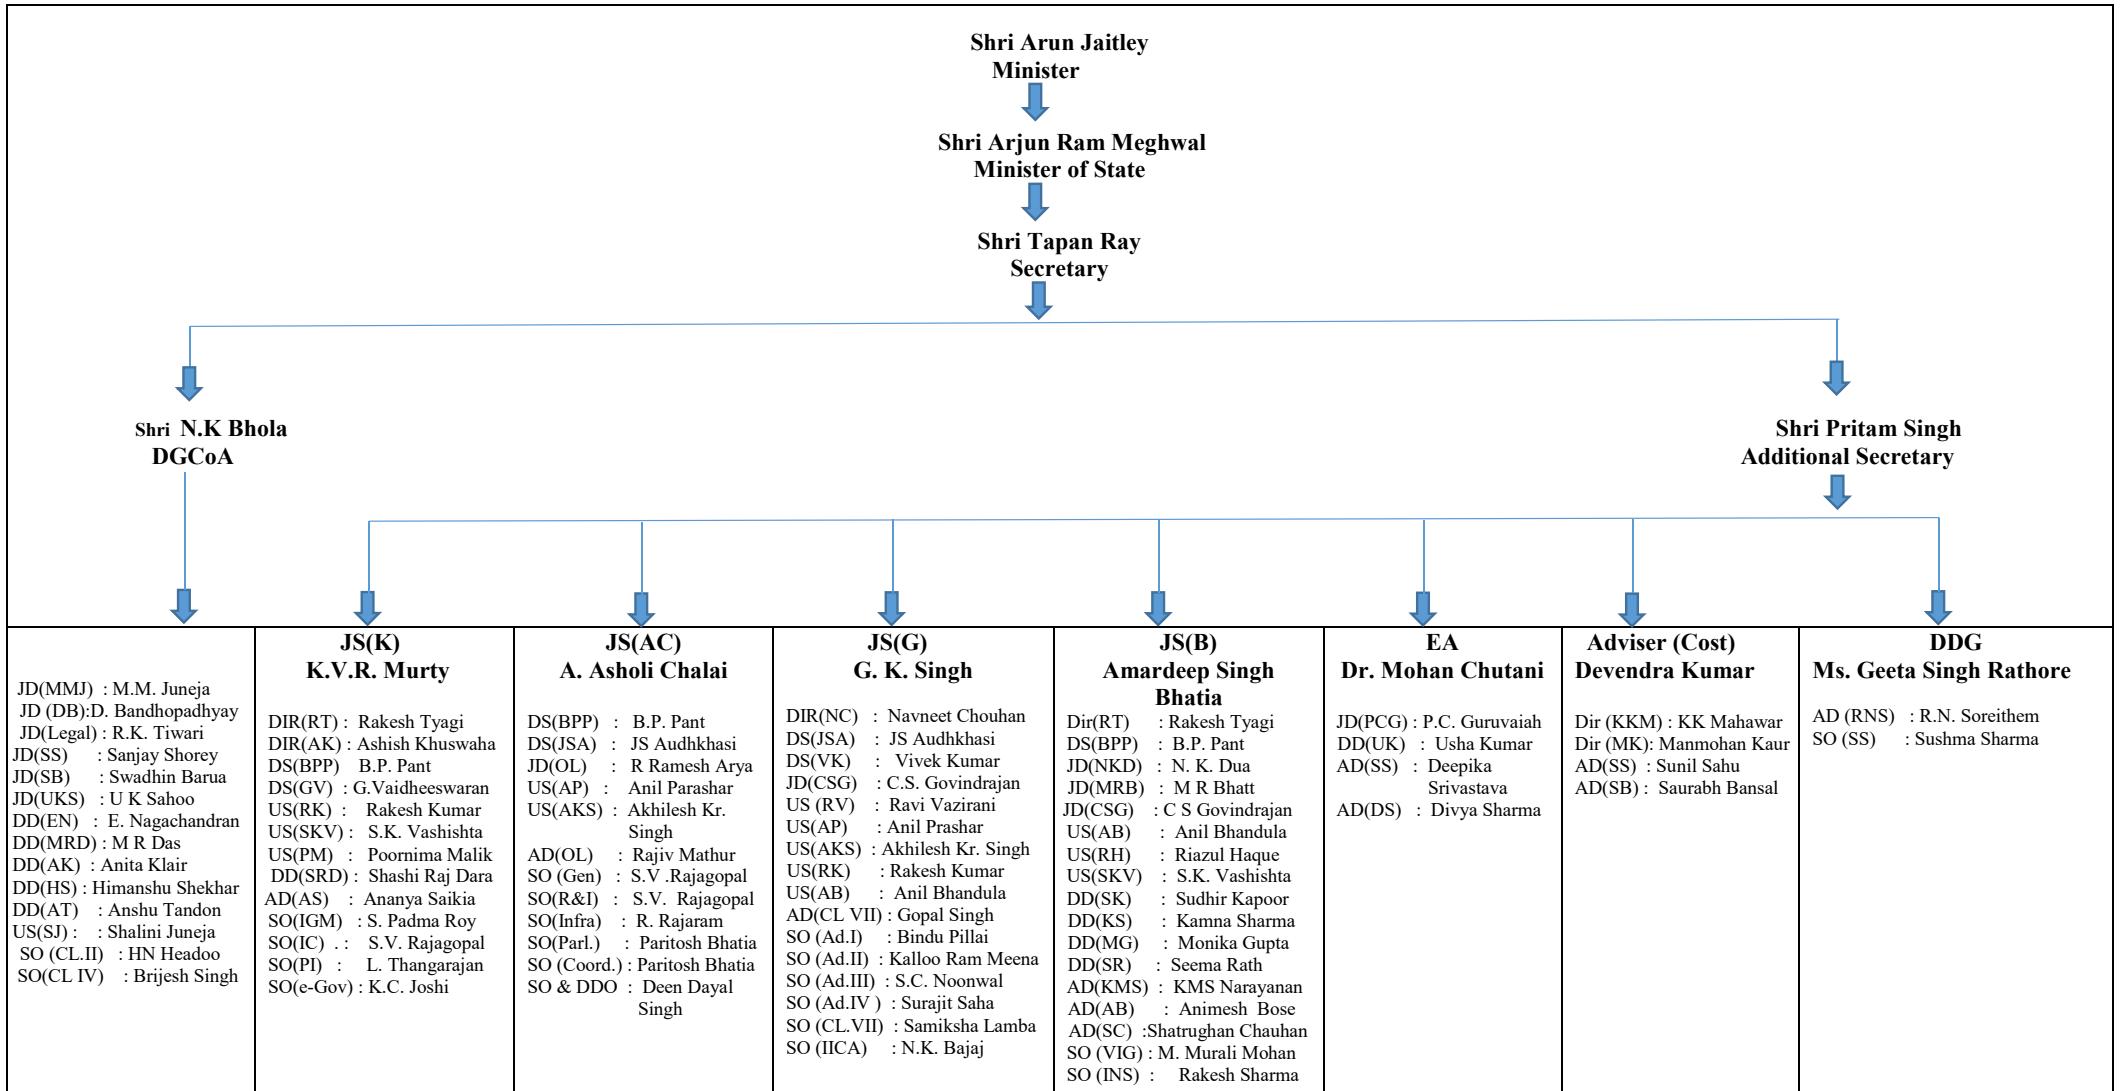 Shri Arun Jaitley
Minister
Shri Arjun Ram Meghwal
Minister of State
Shri Tapan Ray
Secretary
Shri N.K Bhola
DGCoA
Shri Pritam Singh
Additional Secretary
JD(MMJ) : M.M. Juneja
JD (DB):D. Bandhopadhyay
JD(Legal) : R.K. Tiwari
JD(SS) : Sanjay Shorey
JD(SB) : Swadhin Barua
JD(UKS) : U K Sahoo
DD(EN) : E. Nagachandran
DD(MRD) : M R Das
DD(AK) : Anita Klair
DD(HS) : Himanshu Shekhar
DD(AT) : Anshu Tandon
US(SJ) : : Shalini Juneja
SO (CL.II) : HN Headoo
SO(CL IV) : Brijesh Singh
JS(K)
K.V.R. Murty
DIR(RT) : Rakesh Tyagi
DIR(AK) : Ashish Khuswaha
DS(BPP) B.P. Pant
DS(GV) : G.Vaidheeswaran
US(RK) : Rakesh Kumar
US(SKV) : S.K. Vashishta
US(PM) : Poornima Malik
DD(SRD) : Shashi Raj Dara
AD(AS) : Ananya Saikia
SO(IGM) : S. Padma Roy
SO(IC) . : S.V. Rajagopal
SO(PI) : L. Thangarajan
SO(e-Gov) : K.C. Joshi
JS(AC)
A. Asholi Chalai
DS(BPP) : B.P. Pant
DS(JSA) : JS Audhkhasi
JD(OL) : R Ramesh Arya
US(AP) : Anil Parashar
US(AKS) : Akhilesh Kr.
Singh
AD(OL) : Rajiv Mathur
SO (Gen) : S.V .Rajagopal
SO(R&I) : S.V. Rajagopal
SO(Infra) : R. Rajaram
SO(Parl.) : Paritosh Bhatia
SO (Coord.) : Paritosh Bhatia
SO & DDO : Deen Dayal
Singh
JS(G)
G. K. Singh
DIR(NC) : Navneet Chouhan
DS(JSA) : JS Audhkhasi
DS(VK) : Vivek Kumar
JD(CSG) : C.S. Govindrajan
US (RV) : Ravi Vazirani
US(AP) : Anil Prashar
US(AKS) : Akhilesh Kr. Singh
US(RK) : Rakesh Kumar
US(AB) : Anil Bhandula
AD(CL VII) : Gopal Singh
SO (Ad.I) : Bindu Pillai
SO (Ad.II) : Kalloo Ram Meena
SO (Ad.III) : S.C. Noonwal
SO (Ad.IV ) : Surajit Saha
SO (CL.VII) : Samiksha Lamba
SO (IICA) : N.K. Bajaj
JS(B)
Amardeep Singh
Bhatia
Dir(RT) : Rakesh Tyagi
DS(BPP) : B.P. Pant
JD(NKD) : N. K. Dua
JD(MRB) : M R Bhatt
JD(CSG) : C S Govindrajan
US(AB) : Anil Bhandula
US(RH) : Riazul Haque
US(SKV) : S.K. Vashishta
DD(SK) : Sudhir Kapoor
DD(KS) : Kamna Sharma
DD(MG) : Monika Gupta
DD(SR) : Seema Rath
AD(KMS) : KMS Narayanan
AD(AB) : Animesh Bose
AD(SC) :Shatrughan Chauhan
SO (VIG) : M. Murali Mohan
SO (INS) : Rakesh Sharma
EA
Dr. Mohan Chutani
JD(PCG) : P.C. Guruvaiah
DD(UK) : Usha Kumar
AD(SS) : Deepika
Srivastava
AD(DS) : Divya Sharma
Adviser (Cost)
Devendra Kumar
Dir (KKM) : KK Mahawar
Dir (MK): Manmohan Kaur
AD(SS) : Sunil Sahu
AD(SB) : Saurabh Bansal
DDG
Ms. Geeta Singh Rathore
AD (RNS) : R.N. Soreithem
SO (SS) : Sushma Sharma